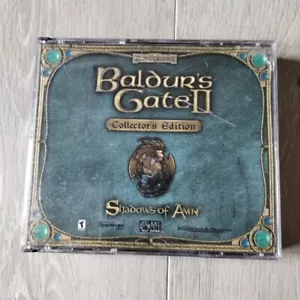 Baldur's
Gate II
Collector's Edition
Shadows of Amn
T